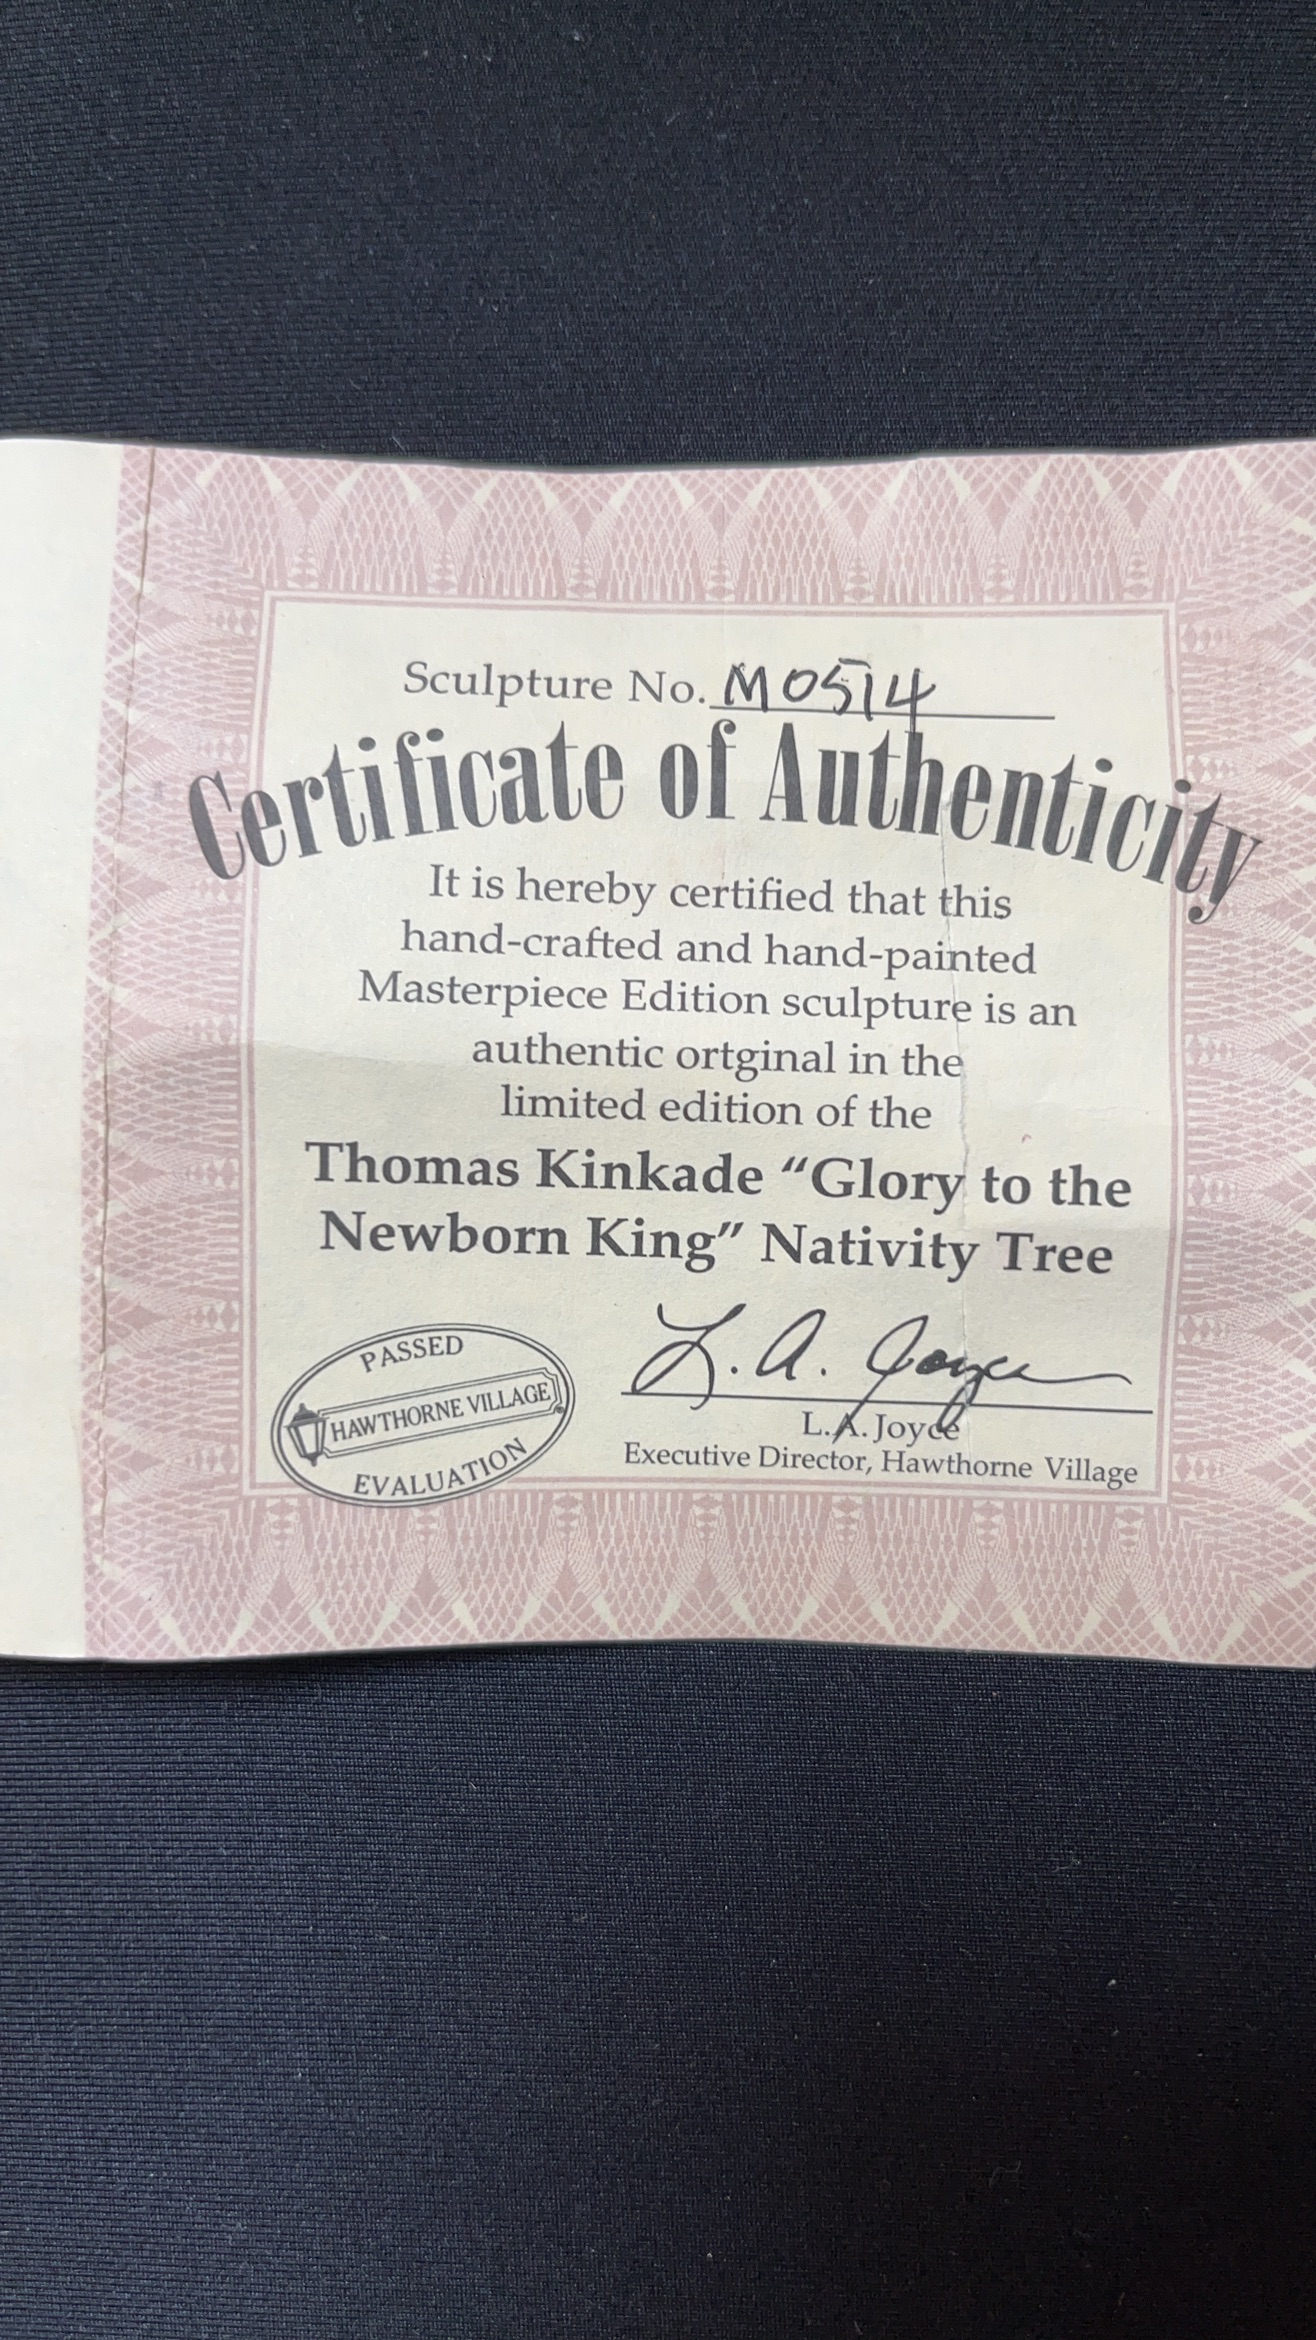 Sculpture No. M0514
Certificate of Authenticity
It is hereby certified that this
hand-crafted and hand-painted
Masterpiece Edition sculpture is an
authentic ortginal in the
limited edition of the
Thomas Kinkade “Glory to the
Newborn King” Nativity Tree
PASSED
HAWTHORNE VILLAGE
EVALUATION
L. A. Joyce
L.A. Joyce
Executive Director, Hawthorne Village